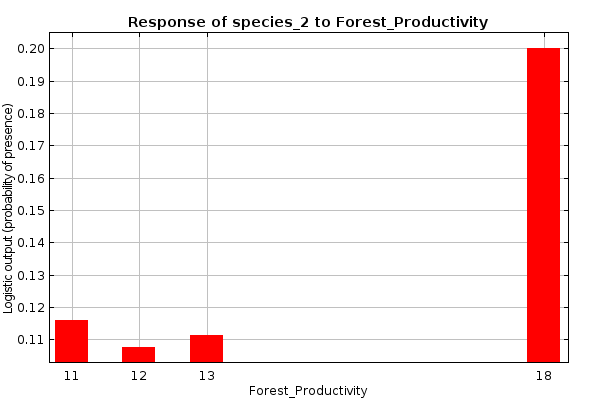 Response of species_2 to Forest_Productivity
Logistic output (probability of presence)
0.20
0.19
0.18
0.17
0.16
0.15
0.14
0.13
0.12
0.11
11 12 13 18
Forest_Productivity